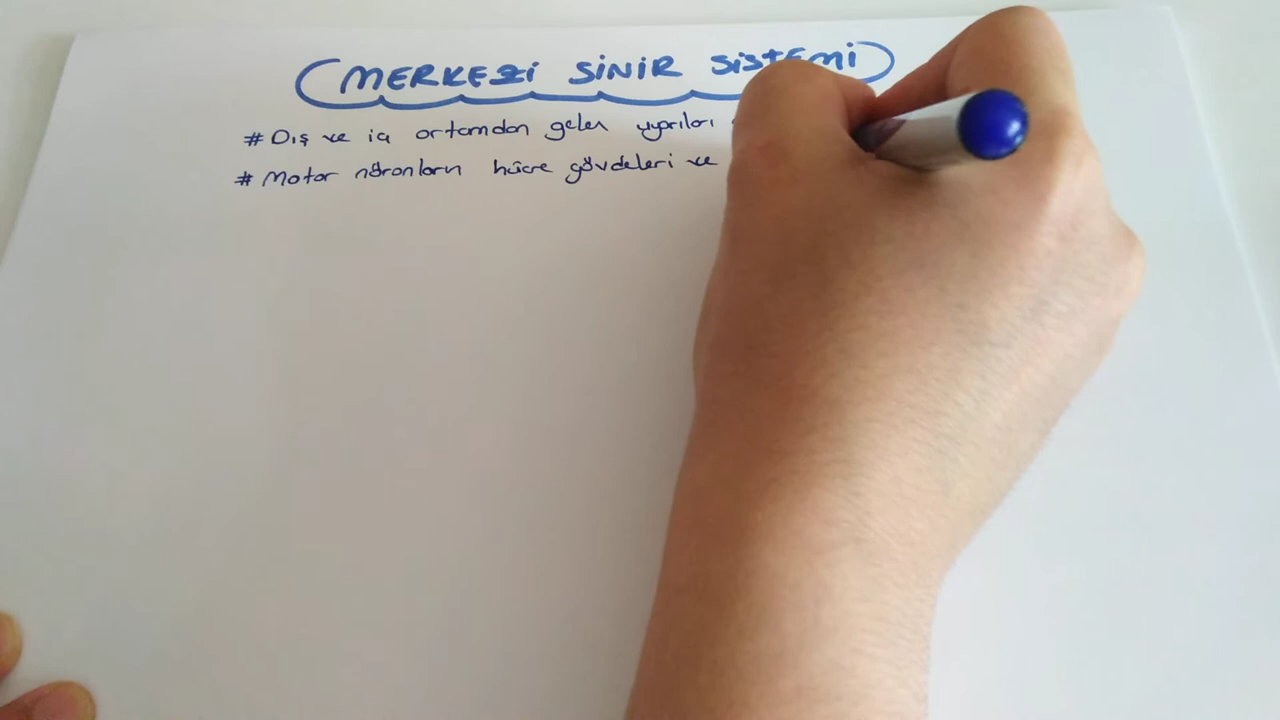 MERKEZİ SİNİR SİSTEMİ
# Dış ve iç ortamdan gelen uyarıları
# Motor nöronların hücre gövdeleri ve